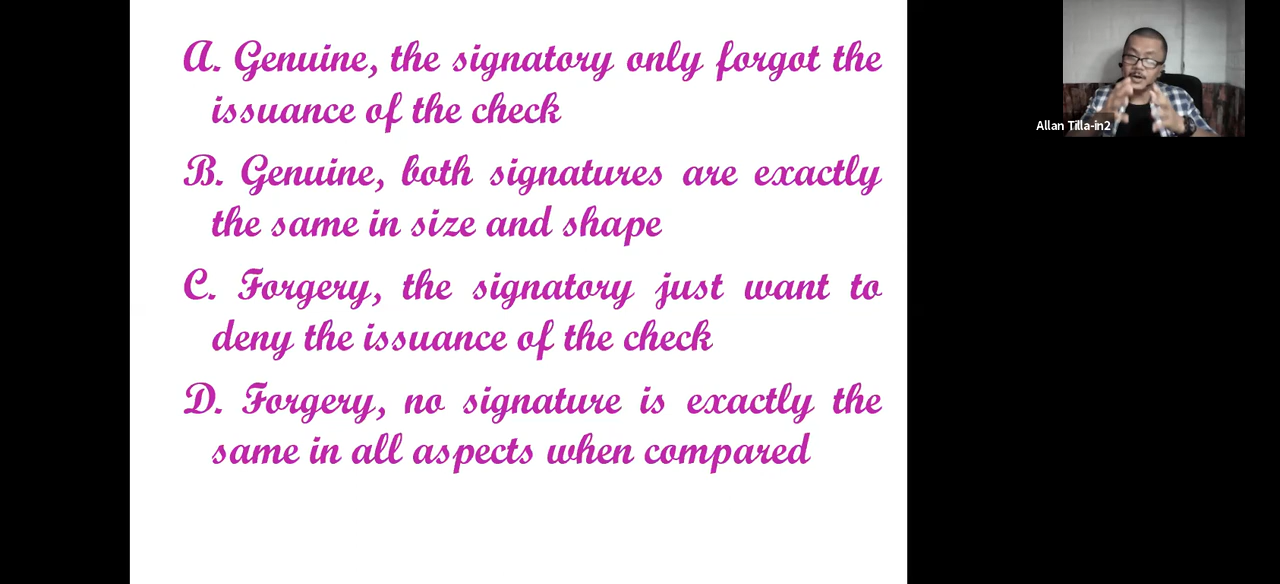 A. Genuine, the signatory only forgot the
issuance of the check
B. Genuine, both signatures are exactly
the same in size and shape
C. Forgery, the signatory just want to
deny the issuance of the check
D. Forgery, no signature is exactly the
same in all aspects when compared
Allan Tilla-in2